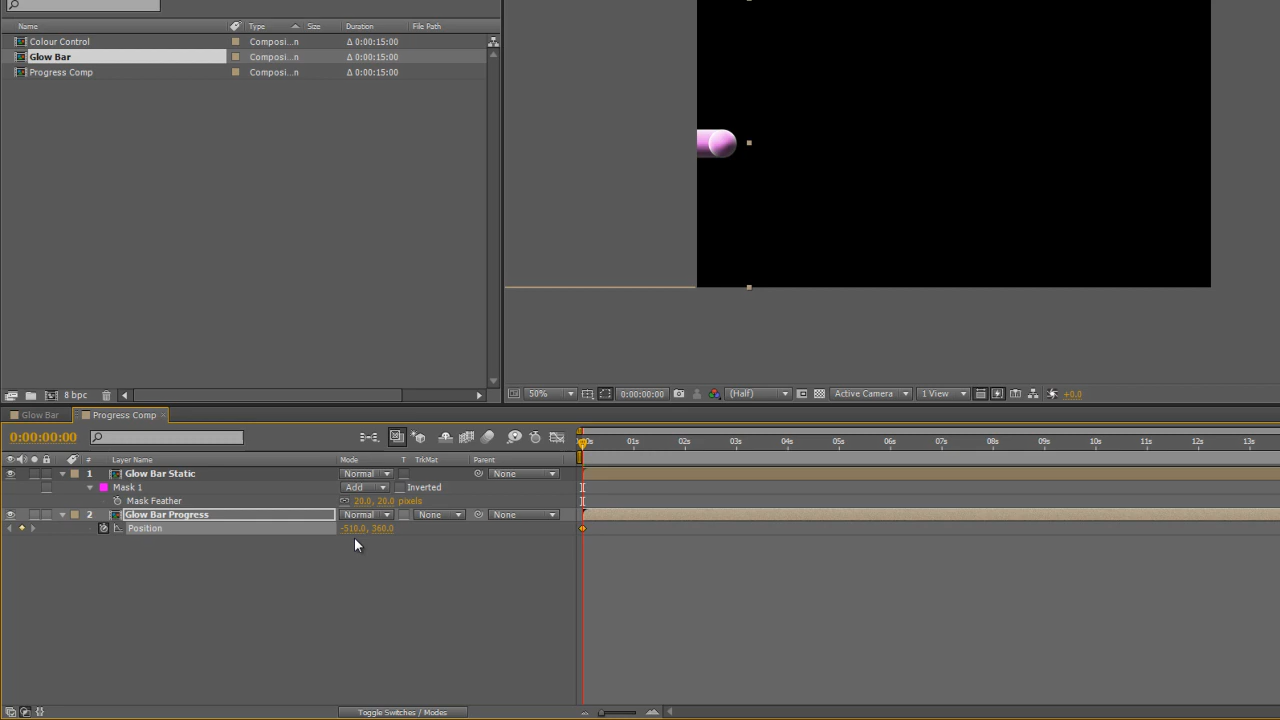 Name Type Size Duration File Path
Colour Control Composi...n Δ 0:00:15:00
Glow Bar Composi...n Δ 0:00:15:00
Progress Comp Composi...n Δ 0:00:15:00
8 bpc
50% 0:00:00:00 (Half) Active Camera 1 View +0.0
Glow Bar Progress Comp ×
0:00:00:00
01s 02s 03s 04s 05s 06s 07s 08s 09s 10s 11s 12s 13s
# Layer Name Mode T TrkMat Parent
1 Glow Bar Static Normal None
Mask 1 Add Inverted
Mask Feather 20.0, 20.0 pixels
2 Glow Bar Progress Normal None None
Position -510.0, 360.0
Toggle Switches / Modes